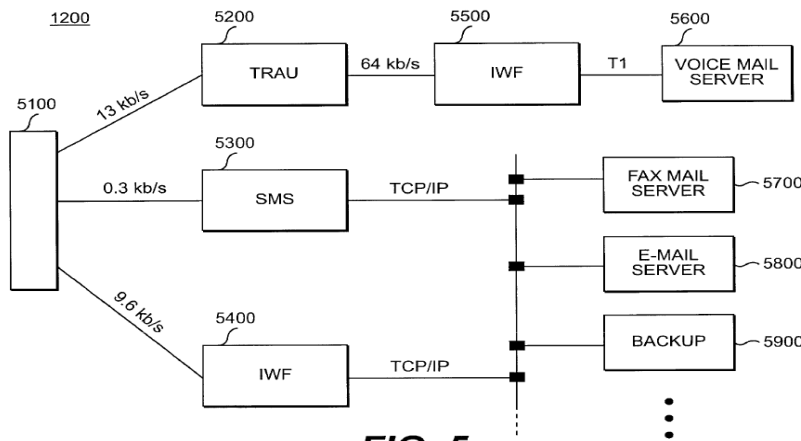 1200
5200
5500
5600
TRAU
64 kb/s
IWF
T1
VOICE MAIL
SERVER
5100
13 kb/s
5300
0.3 kb/s
SMS
TCP/IP
FAX MAIL
SERVER
5700
E-MAIL
SERVER
5800
9.6 kb/s
5400
IWF
TCP/IP
BACKUP
5900
FIG. 5